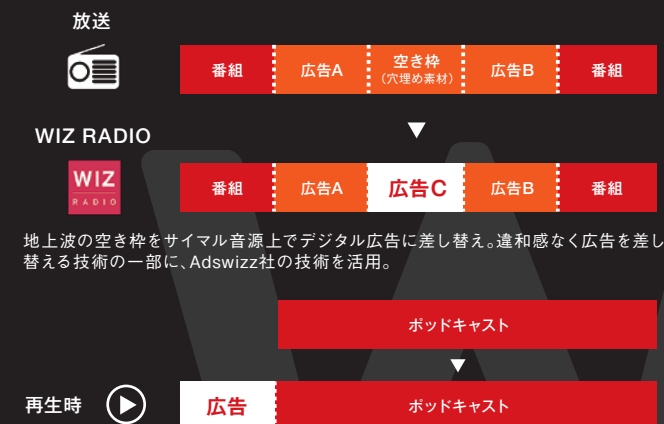 放送
番組 広告A 空き枠 広告B 番組
(穴埋め素材)
WIZ RADIO
WIZ
RADIO
番組 広告A 広告C 広告B 番組
地上波の空き枠をサイマル音源上でデジタル広告に差し替え。違和感なく広告を差し
替える技術の一部に、Adswizz社の技術を活用。
ポッドキャスト
再生時 広告 ポッドキャスト